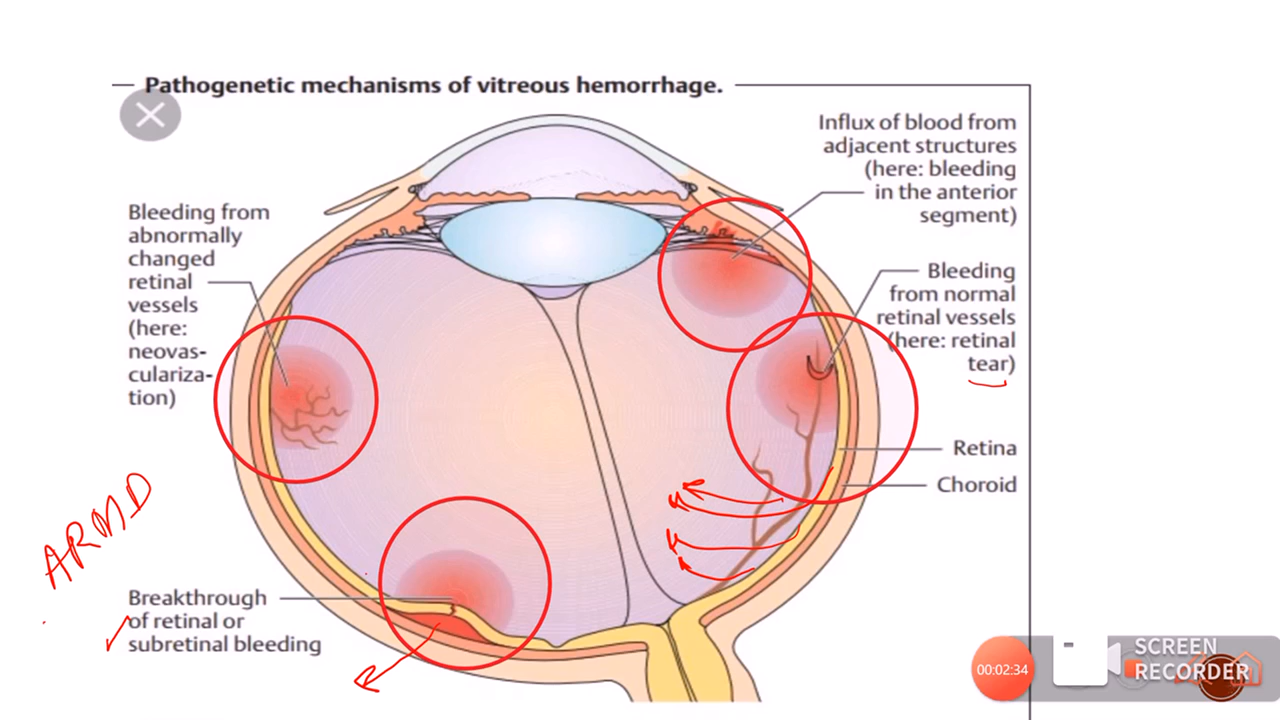 Pathogenetic mechanisms of vitreous hemorrhage.
Influx of blood from
adjacent structures
(here: bleeding
in the anterior
segment)
Bleeding from
abnormally
changed
retinal
vessels
(here:
neovas-
culariza-
tion)
Bleeding
from normal
retinal vessels
(here: retinal
tear)
Retina
Choroid
ARMD
Breakthrough
of retinal or
subretinal bleeding
00:02:34
SCREEN
RECORDER